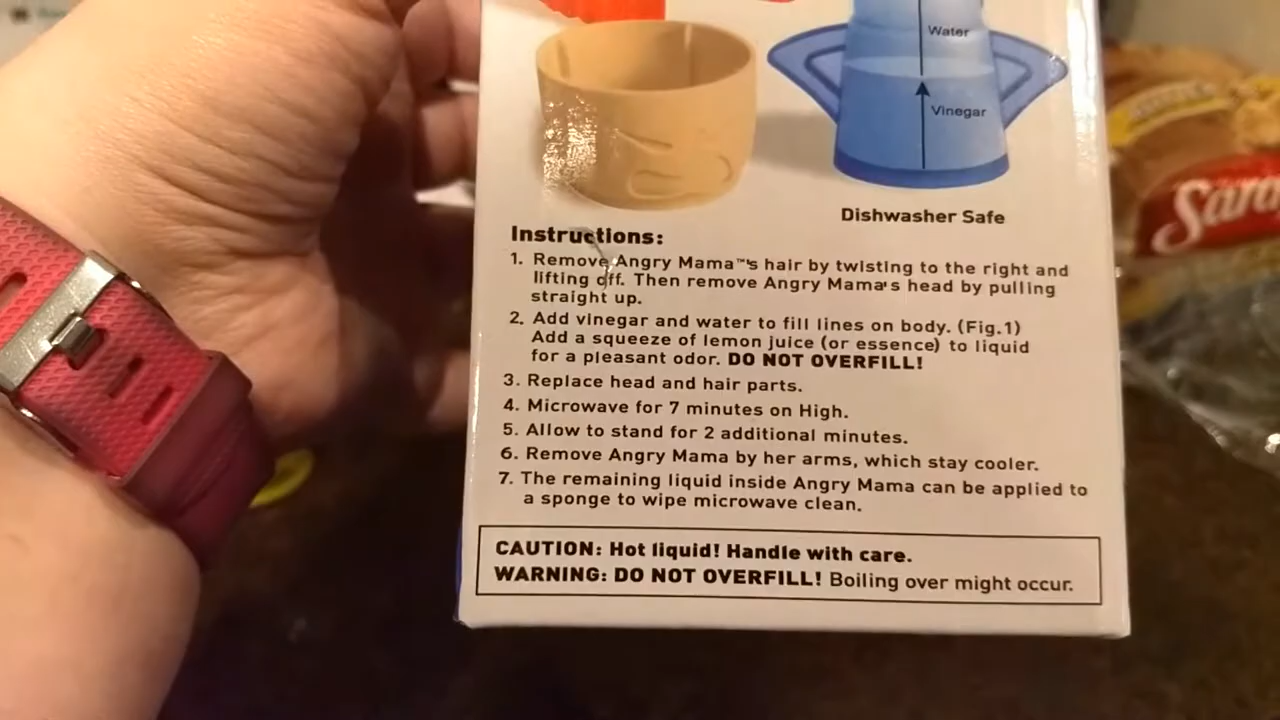 Water
Vinegar
Dishwasher Safe
Instructions:
1. Remove Angry Mama™'s hair by twisting to the right and
lifting off. Then remove Angry Mama's head by pulling
straight up.
2. Add vinegar and water to fill lines on body. (Fig.1)
Add a squeeze of lemon juice (or essence) to liquid
for a pleasant odor. DO NOT OVERFILL!
3. Replace head and hair parts.
4. Microwave for 7 minutes on High.
5. Allow to stand for 2 additional minutes.
6. Remove Angry Mama by her arms, which stay cooler.
7. The remaining liquid inside Angry Mama can be applied to
a sponge to wipe microwave clean.
CAUTION: Hot liquid! Handle with care.
WARNING: DO NOT OVERFILL! Boiling over might occur.